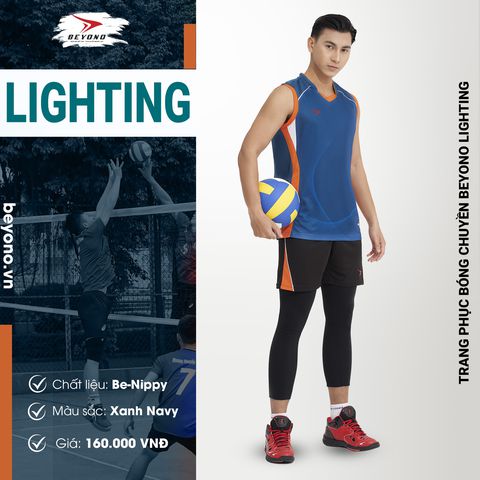 BEYONO
LIGHTING
beyono.vn
TRANG PHỤC BÓNG CHUYỀN BEYONO LIGHTING
7
Chất liệu: Be-Nippy
Màu sắc: Xanh Navy
Giá: 160.000 VNĐ